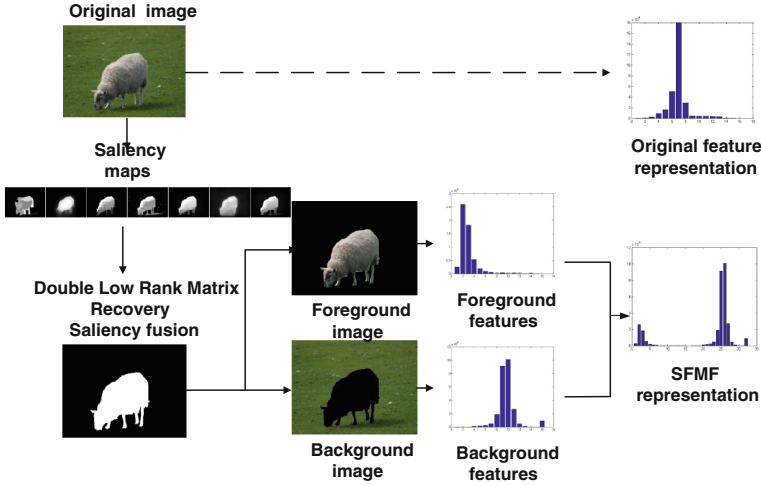 Original image
Saliency
maps
Double Low Rank Matrix
Recovery
Saliency fusion
Foreground
image
Background
image
Foreground
features
Background
features
Original feature
representation
SFMF
representation